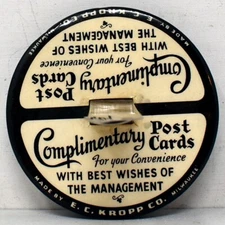 Complimentary Post
Cards
for your Convenience
WITH BEST WISHES OF
THE MANAGEMENT
MADE BY E. C. KROPP CO. MILWAUKEE
Complimentary Post
Cards
for your Convenience
WITH BEST WISHES OF
THE MANAGEMENT
MADE BY E. C. KROPP CO. MILWAUKEE